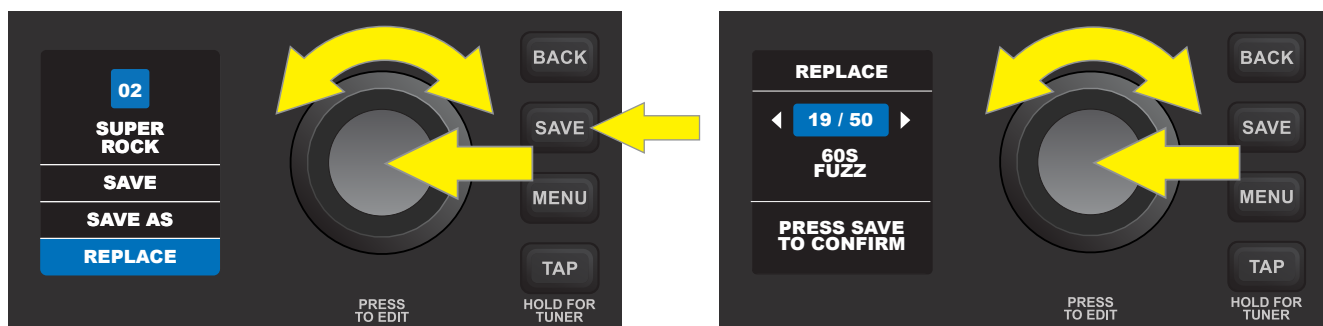 02
SUPER
ROCK
SAVE
SAVE AS
REPLACE
PRESS
TO EDIT
BACK
SAVE
MENU
TAP
HOLD FOR
TUNER
REPLACE
19 / 50
60S
FUZZ
PRESS SAVE
TO CONFIRM
PRESS
TO EDIT
BACK
SAVE
MENU
TAP
HOLD FOR
TUNER